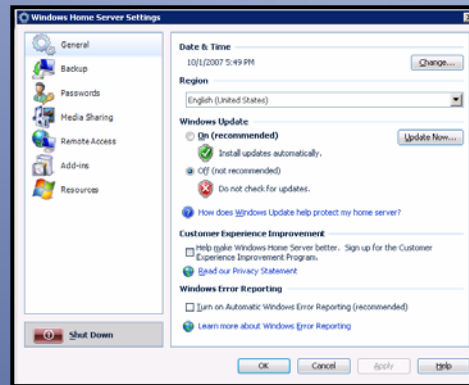 Windows Home Server Settings
General
Backup
Passwords
Media Sharing
Remote Access
Add-ins
Resources
Shut Down
Date & Time
10/1/2007 5:49 PM
Change...
Region
English (United States)
Windows Update
On (recommended)
Update Now...
Install updates automatically.
Off (not recommended)
Do not check for updates.
How does Windows Update help protect my home server?
Customer Experience Improvement
Help make Windows Home Server better. Sign up for the Customer
Experience Improvement Program.
Read our Privacy Statement
Windows Error Reporting
Turn on Automatic Windows Error Reporting (recommended)
Learn more about Windows Error Reporting
OK
Cancel
Apply
Help